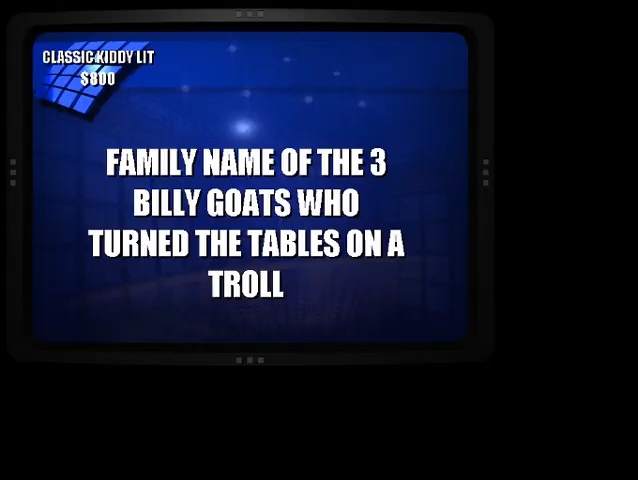 CLASSIC KIDDY LIT
$800
FAMILY NAME OF THE 3
BILLY GOATS WHO
TURNED THE TABLES ON A
TROLL